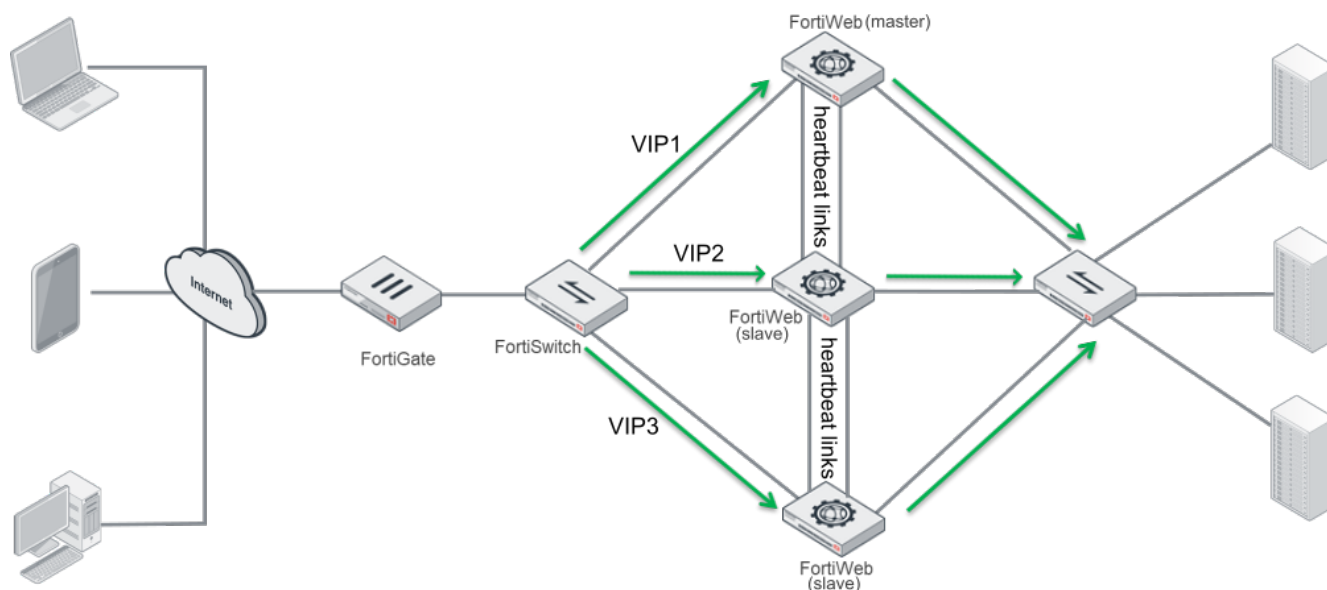 FortiWeb (master)
VIP1
heartbeat links
VIP2
Internet
FortiWeb
(slave)
FortiSwitch
FortiGate
heartbeat links
VIP3
FortiWeb
(slave)